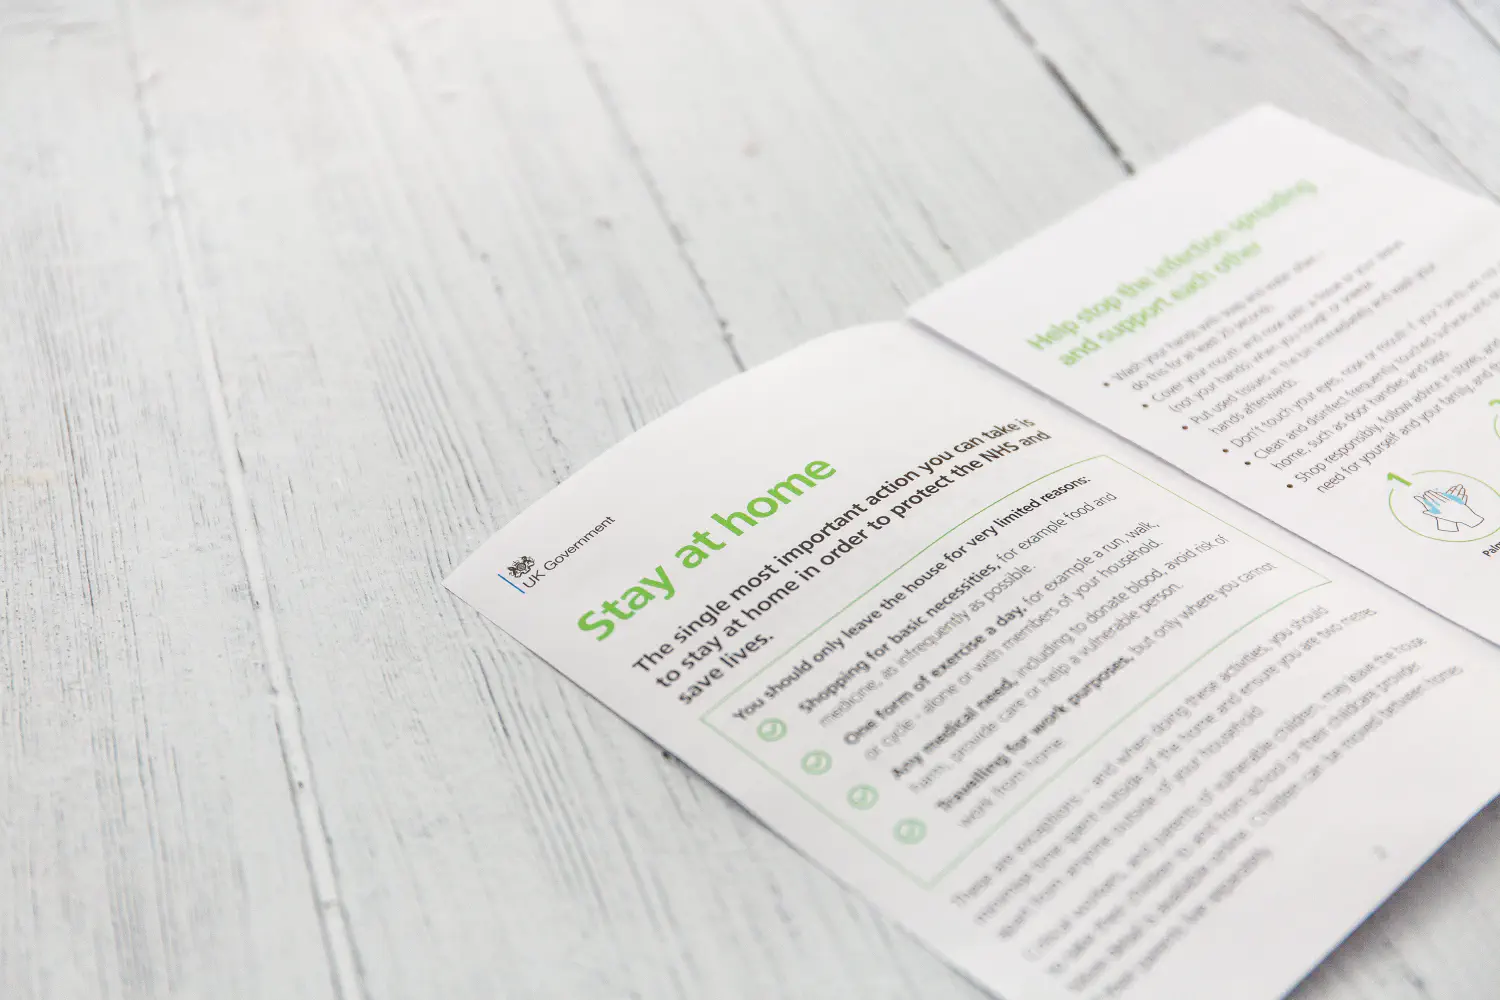 UK Government
Stay at home
The single most important action you can take is
to stay at home in order to protect the NHS and
save lives.
You should only leave the house for very limited reasons:
Shopping for basic necessities, for example food and
medicine, as infrequently as possible.
One form of exercise a day, for example a run, walk,
or cycle - alone or with members of your household.
Any medical need, including to donate blood, avoid risk of
harm, provide care or help a vulnerable person.
Travelling for work purposes, but only where you cannot
work from home.
These are exceptions - and when doing these activities, you should
minimise time spent outside of the home and ensure you are two metres
apart from anyone outside of your household.
Critical workers, and parents of vulnerable children, may leave the house
to take their children to and from school or their childcare provider.
is available online. Children can be moved between homes
if their parents live separately.
2
Help stop the infection spreading
and support each other
• Wash your hands with soap and water often -
do this for at least 20 seconds.
• Cover your mouth and nose with a tissue or your sleeve
(not your hands) when you cough or sneeze.
• Put used tissues in the bin immediately and wash your
hands afterwards.
• Don't touch your eyes, nose or mouth if your hands are not
• Clean and disinfect frequently touched surfaces
home, such as door handles and taps.
• Shop responsibly, follow advice in stores, and
need for yourself and your family, and
1